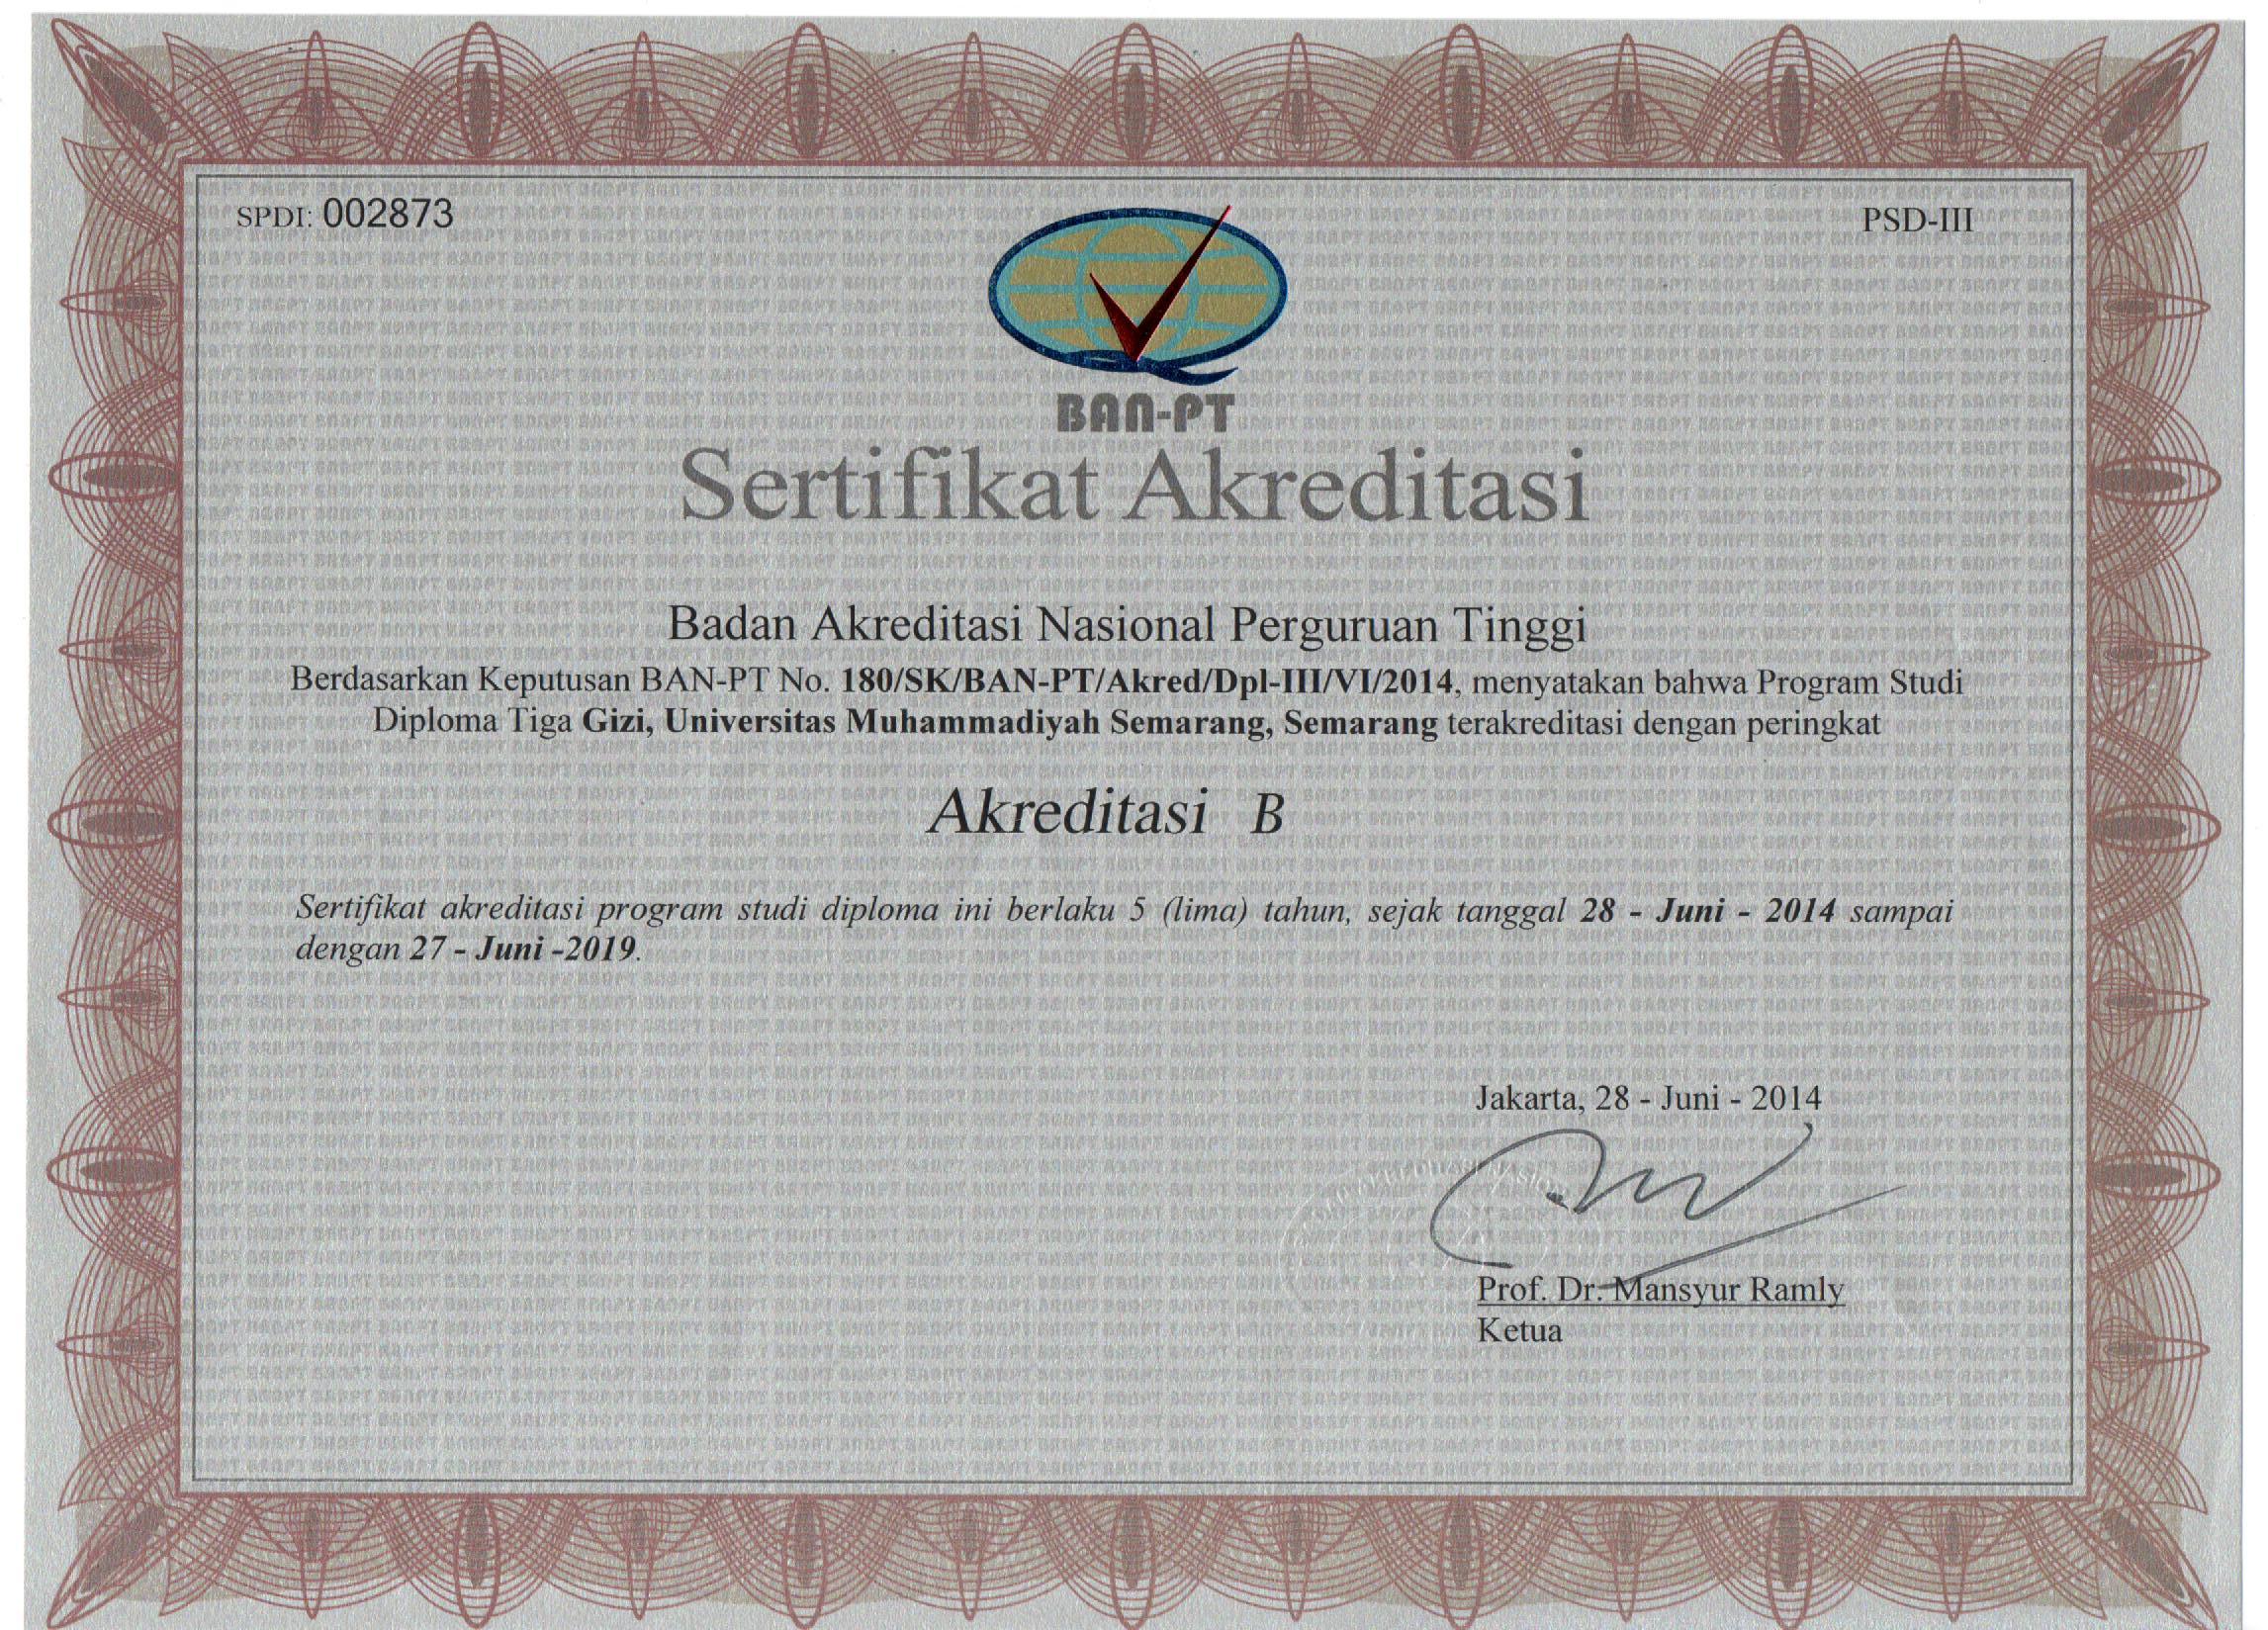 SPDI: 002873
PSD-III
BAN-PT
Sertifikat Akreditasi
Badan Akreditasi Nasional Perguruan Tinggi
Berdasarkan Keputusan BAN-PT No. 180/SK/BAN-PT/Akred/Dpl-III/VI/2014, menyatakan bahwa Program Studi
Diploma Tiga Gizi, Universitas Muhammadiyah Semarang, Semarang terakreditasi dengan peringkat
Akreditasi B
Sertifikat akreditasi program studi diploma ini berlaku 5 (lima) tahun, sejak tanggal 28 - Juni - 2014 sampai
dengan 27 - Juni -2019.
Jakarta, 28 - Juni - 2014
Prof. Dr. Mansyur Ramly
Ketua